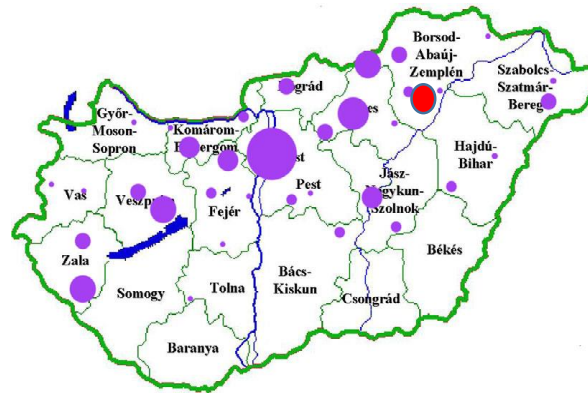 Borsod-
Abaúj-
Zemplén
Szabolcs-
Szatmár-
Bereg
Győr-
Moson-
Sopron
Komárom-
Hajdú-
Bihar
Jász-
Vas
Pest
Fejér
Zala
Békés
Somogy
Tolna
Bács-
Kiskun
Csongrád
Baranya